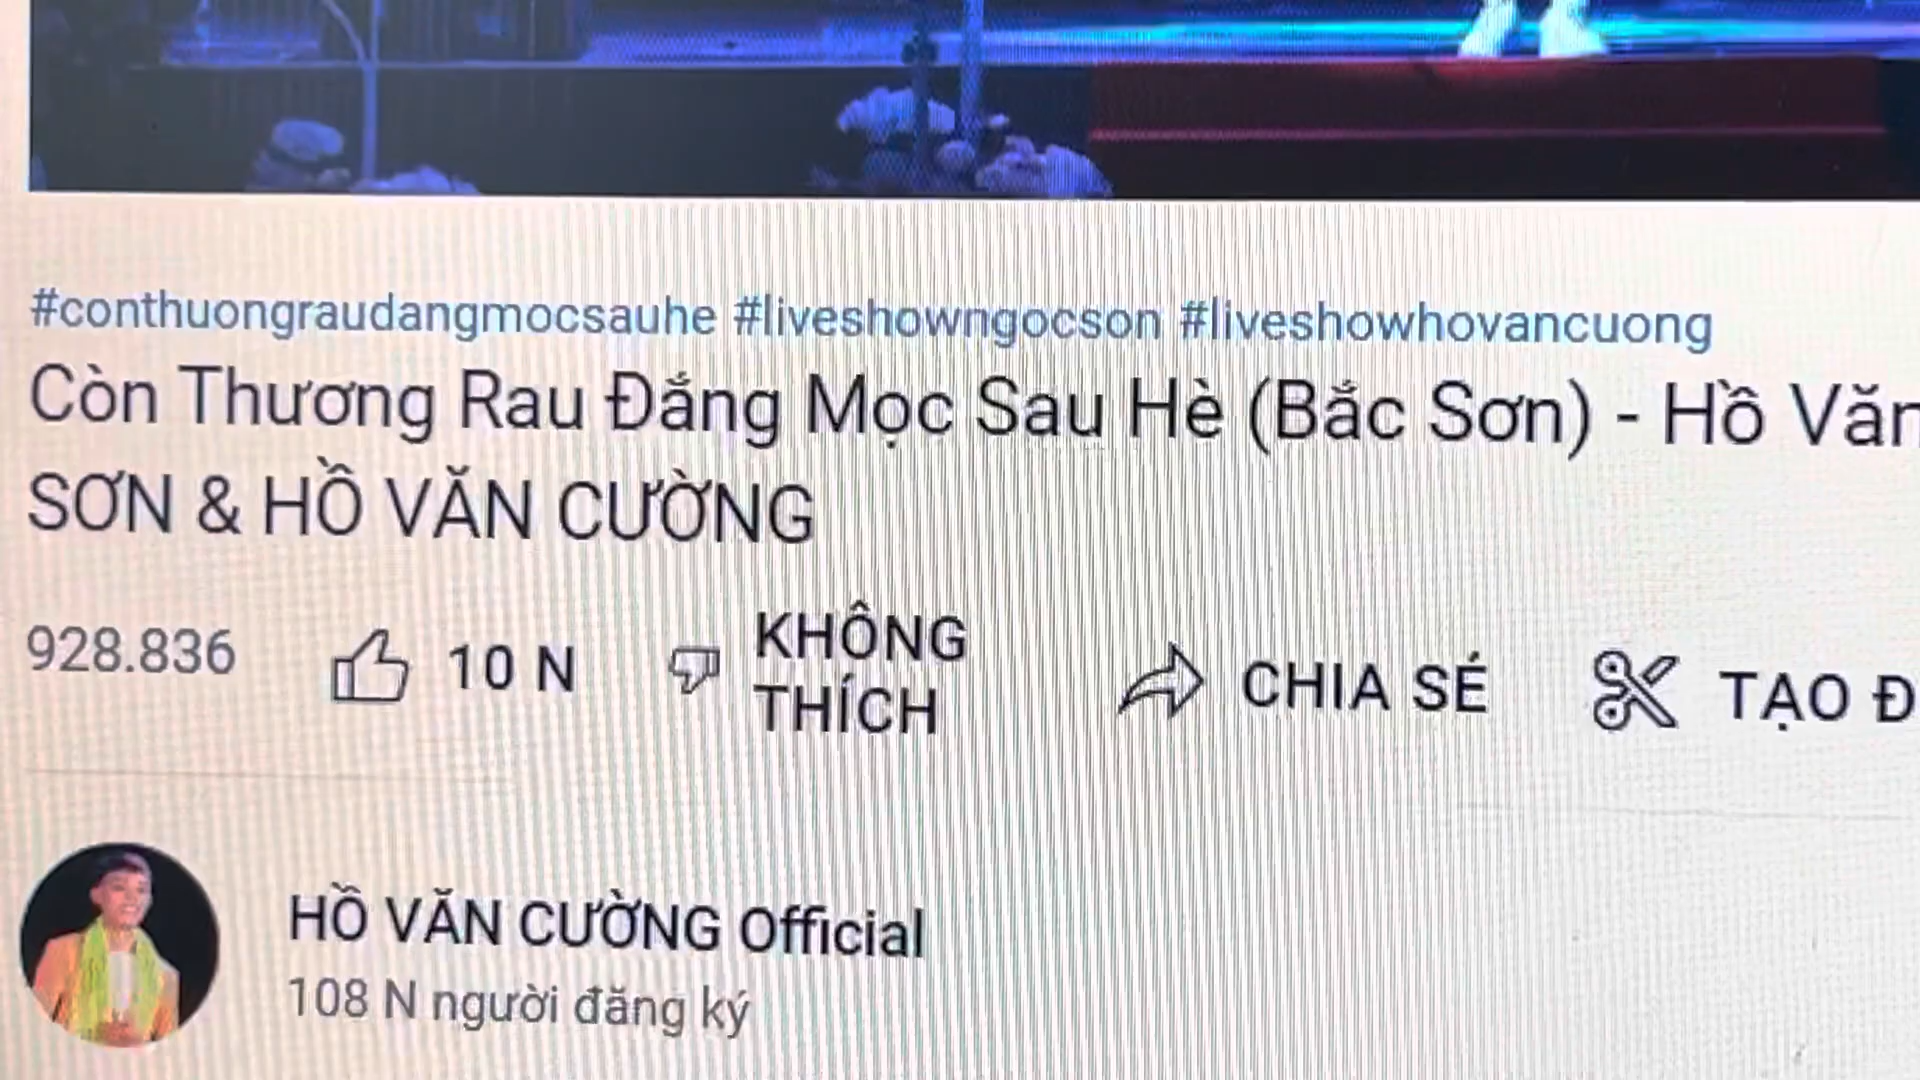 #conthuongraudangmocsauhe #liveshowngocson #liveshowhovancuong
Còn Thương Rau Đắng Mọc Sau Hè (Bắc Sơn) - Hồ Văn
SƠN & HỒ VĂN CƯỜNG
928.836
10 N
KHÔNG
THÍCH
CHIA SẺ
TẠO Đ
HỒ VĂN CƯỜNG Official
108 N người đăng ký